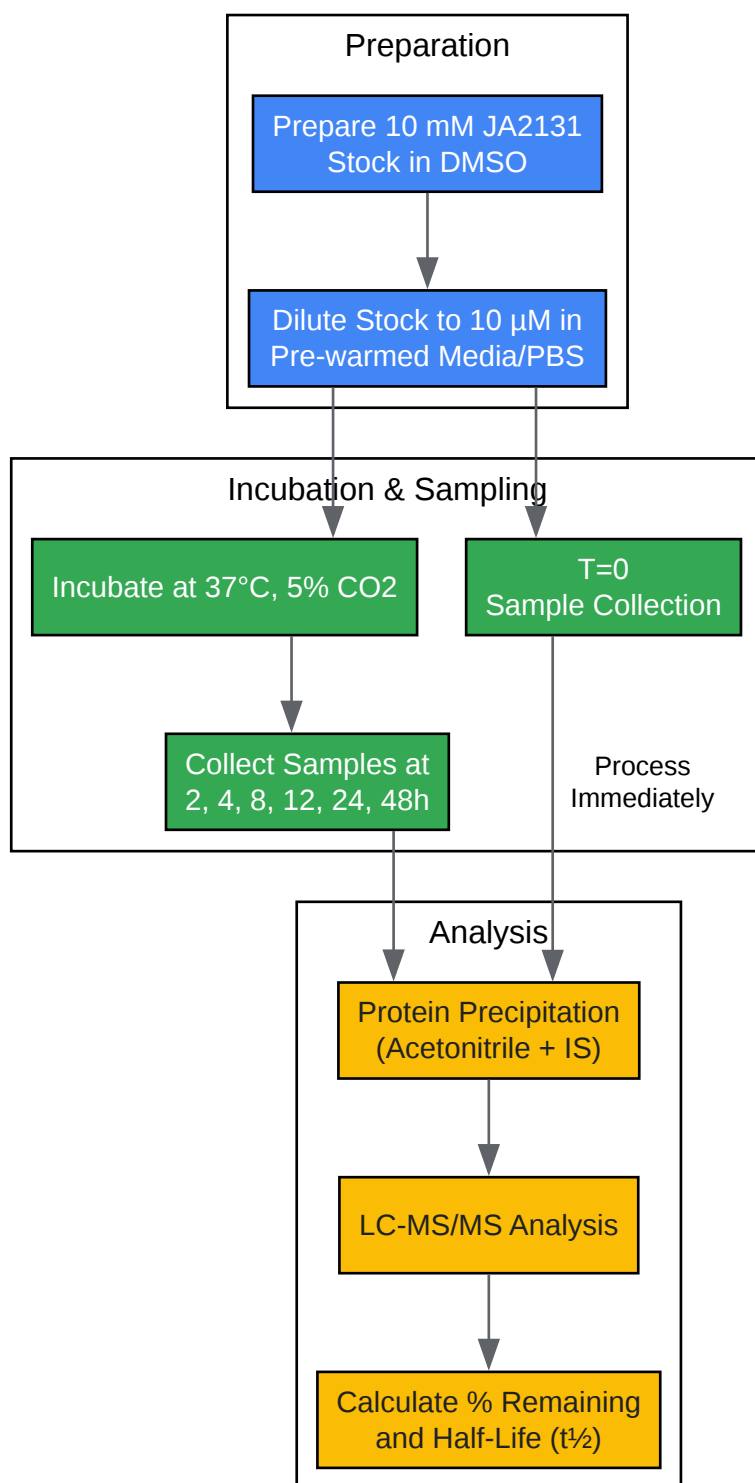 Preparation
Prepare 10 mM JA2131
Stock in DMSO
Dilute Stock to 10 µM in
Pre-warmed Media/PBS
Incubation & Sampling
Incubate at 37°C, 5% CO2
T=0
Sample Collection
Collect Samples at
2, 4, 8, 12, 24, 48h
Process
Immediately
Analysis
Protein Precipitation
(Acetonitrile + IS)
LC-MS/MS Analysis
Calculate % Remaining
and Half-Life (t½)